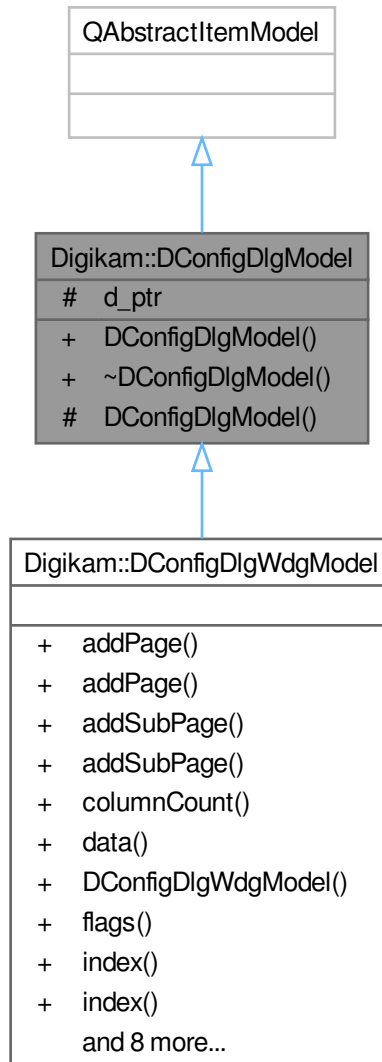 QAbstractItemModel
Digikam::DConfigDlgModel
# d_ptr
+ DConfigDlgModel()
+ ~DConfigDlgModel()
# DConfigDlgModel()
Digikam::DConfigDlgWdgModel
+ addPage()
+ addPage()
+ addSubPage()
+ addSubPage()
+ columnCount()
+ data()
+ DConfigDlgWdgModel()
+ flags()
+ index()
+ index()
and 8 more...